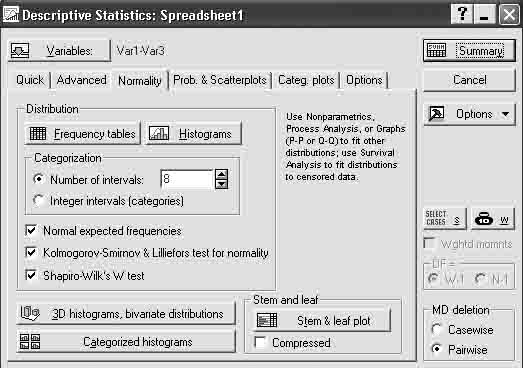 Descriptive Statistics: Spreadsheet1
? _ X
Variables: Var1-Var3
Summary
Quick Advanced Normality Prob. & Scatterplots Categ. plots Options
Cancel
Distribution
Frequency tables Histograms
Use Nonparametrics,
Process Analysis, or Graphs
(P-P or Q-Q) to fit other
distributions; use Survival
Analysis to fit distributions
to censored data.
Options
Categorization
Number of intervals: 8
Integer intervals (categories)
Normal expected frequencies
Kolmogorov-Smirnov & Lilliefors test for normality
Shapiro-Wilk's W test
SELECT CASES S W
Wghtd momnts
DF =
W-1 N-1
3D histograms, bivariate distributions
Categorized histograms
Stem and leaf
Stem & leaf plot
Compressed
MD deletion
Casewise
Pairwise